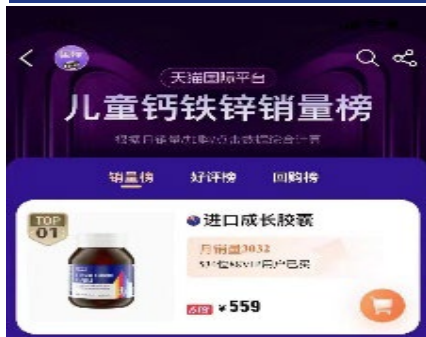 天猫国际平台
儿童钙铁锌销量榜
销量榜 好评榜 回购榜
TOP
01
进口成长胶囊
月销量3032
¥559